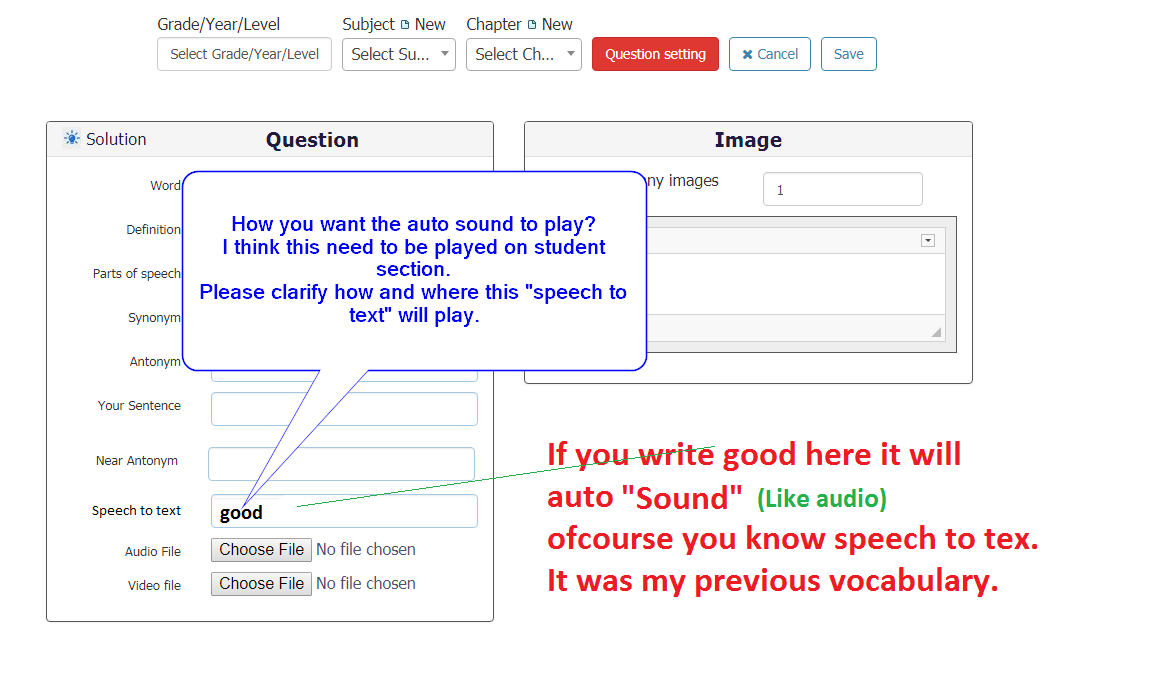 Grade/Year/Level Subject New Chapter New
Select Grade/Year/Level Select Su... Select Ch... Question setting Cancel Save
Solution Question
Word
Definition
Parts of speech
Synonym
Antonym
Your Sentence
Near Antonym
Speech to text good
Audio File Choose File No file chosen
Video file Choose File No file chosen
How you want the auto sound to play?
I think this need to be played on student
section.
Please clarify how and where this "speech to
text" will play.
Image
ny images 1
If you write good here it will
auto "Sound" (Like audio)
ofcourse you know speech to tex.
It was my previous vocabulary.